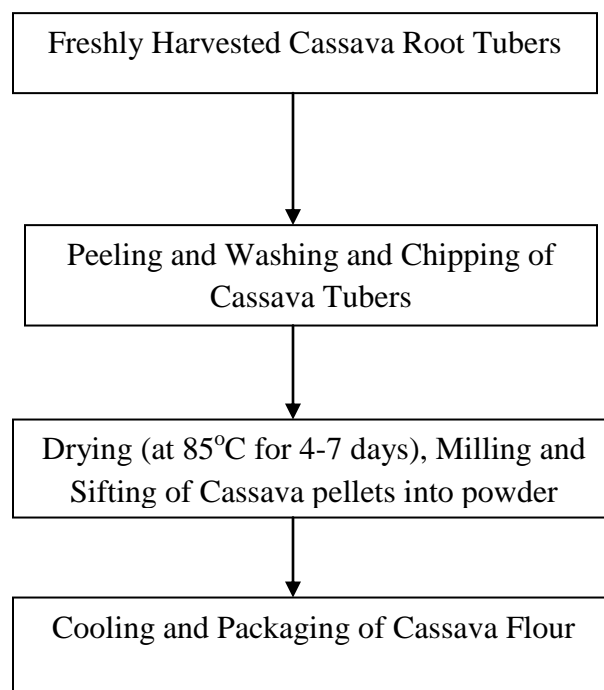 Freshly Harvested Cassava Root Tubers
Peeling and Washing and Chipping of
Cassava Tubers
Drying (at 85°C for 4-7 days), Milling and
Sifting of Cassava pellets into powder
Cooling and Packaging of Cassava Flour